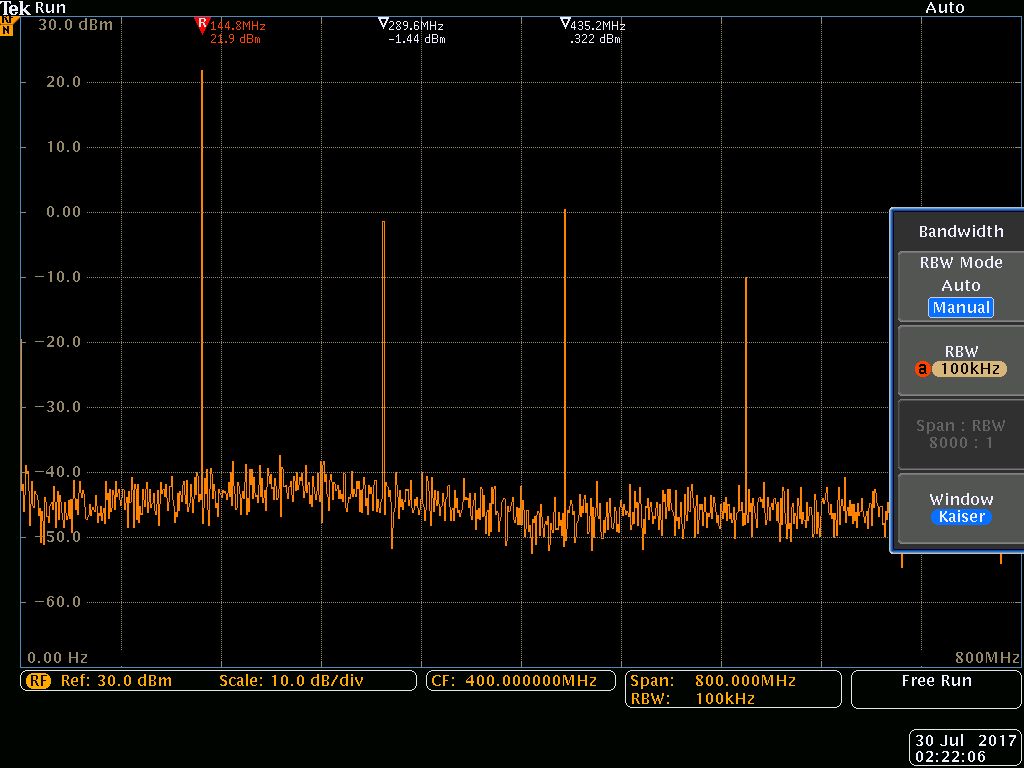 Tek Run Auto
RF
N
30.0 dBm
R 144.8MHz 289.6MHz 435.2MHz
21.9 dBm -1.44 dBm .322 dBm
20.0
10.0
0.00
-10.0
-20.0
-30.0
-40.0
-50.0
-60.0
Bandwidth
RBW Mode
Auto
Manual
RBW
a 100kHz
Span : RBW
8000 : 1
Window
Kaiser
0.00 Hz 800MHz
RF Ref: 30.0 dBm Scale: 10.0 dB/div CF: 400.000000MHz Span: 800.000MHz Free Run
RBW: 100kHz
30 Jul 2017
02:22:06